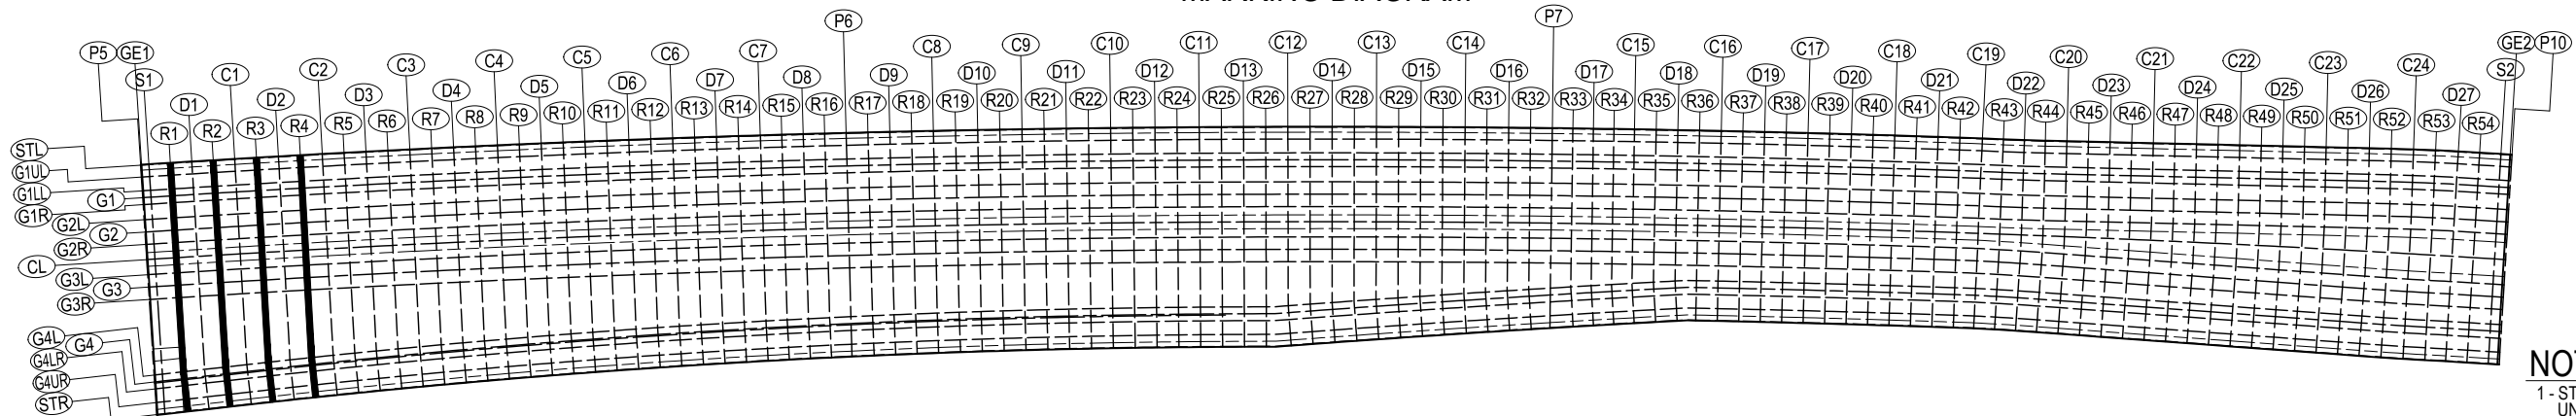 MARKING DIAGRAM
P6 P7
P5 GE1 C1 C2 C3 C4 C5 C6 C7 C8 C9 C10 C11 C12 C13 C14 C15 C16 C17 C18 C19 C20 C21 C22 C23 C24 GE2 P10
S1 D1 D2 D3 D4 D5 D6 D7 D8 D9 D10 D11 D12 D13 D14 D15 D16 D17 D18 D19 D20 D21 D22 D23 D24 D25 D26 D27 S2
R1 R2 R3 R4 R5 R6 R7 R8 R9 R10 R11 R12 R13 R14 R15 R16 R17 R18 R19 R20 R21 R22 R23 R24 R25 R26 R27 R28 R29 R30 R31 R32 R33 R34 R35 R36 R37 R38 R39 R40 R41 R42 R43 R44 R45 R46 R47 R48 R49 R50 R51 R52 R53 R54
STL
G1UL
G1LL
G1
G1R
G2L
G2
G2R
CL
G3L
G3
G3R
G4L
G4
G4LR
G4UR
STR
1 - ST